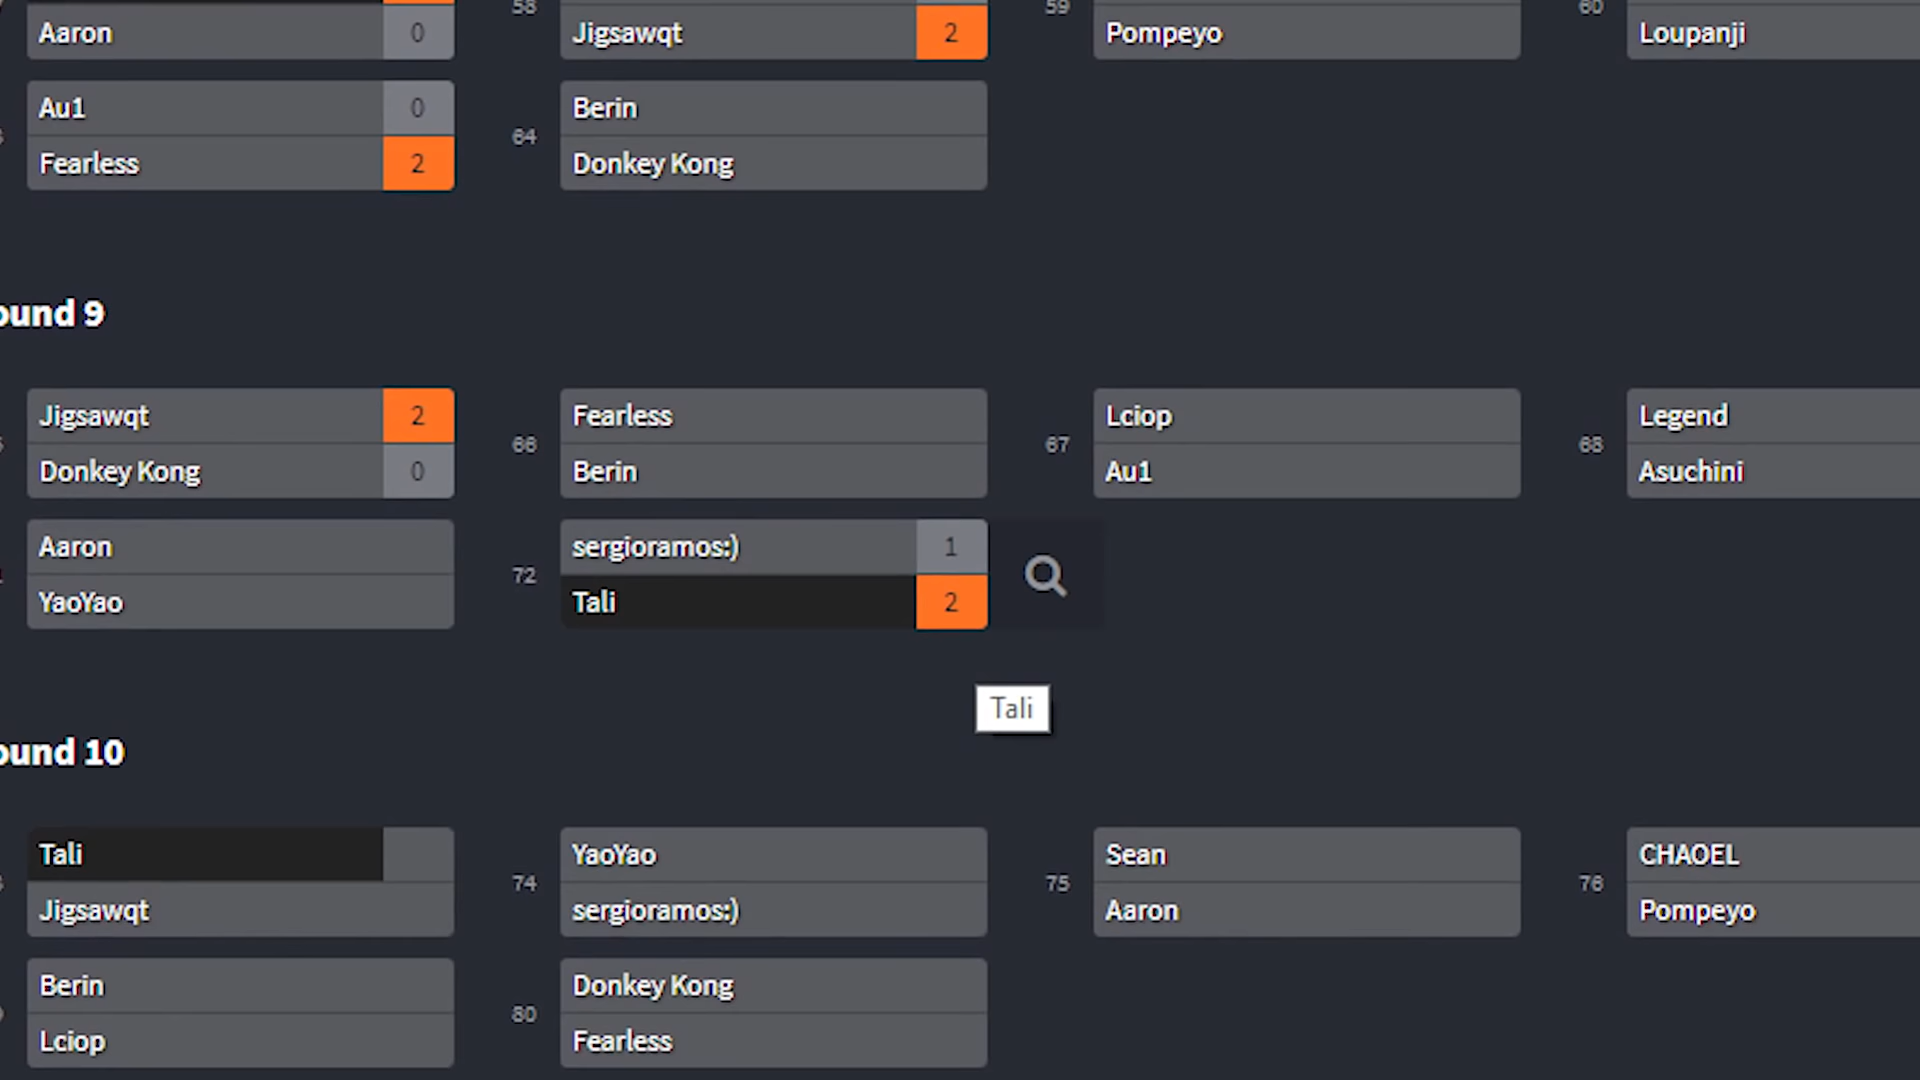 58
59
60
Aaron 0
Jigsawqt 2
Pompeyo
Loupanji
Au1 0
Fearless 2
64
Berin
Donkey Kong
ound 9
Jigsawqt 2
Donkey Kong 0
66
Fearless
Berin
67
Lciop
Au1
68
Legend
Asuchini
Aaron
YaoYao
72
sergioramos:) 1
Tali 2
Tali
ound 10
Tali
Jigsawqt
74
YaoYao
sergioramos:)
75
Sean
Aaron
76
CHAOEL
Pompeyo
Berin
Lciop
80
Donkey Kong
Fearless